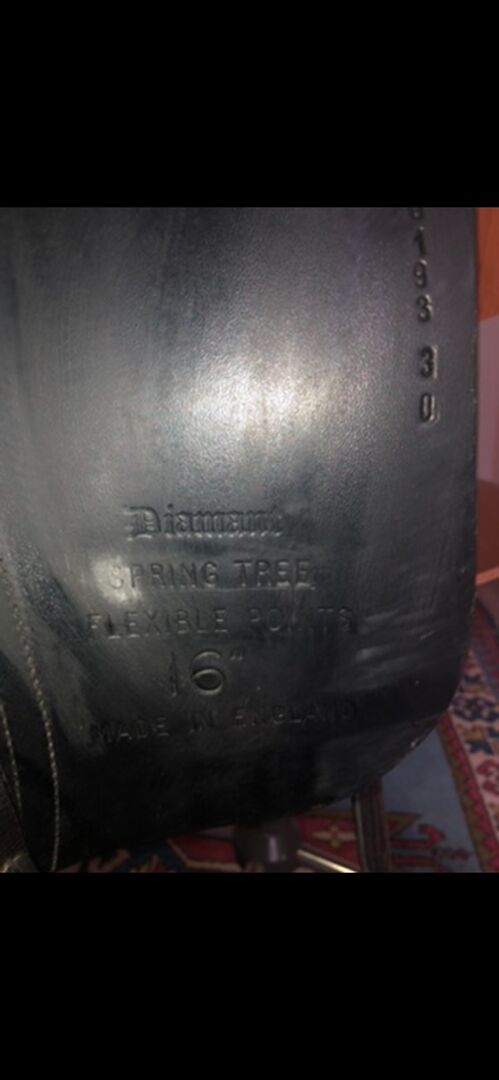 193 30
Diamant
SPRING TREE
FLEXIBLE POINTS
16"
MADE IN ENGLAND